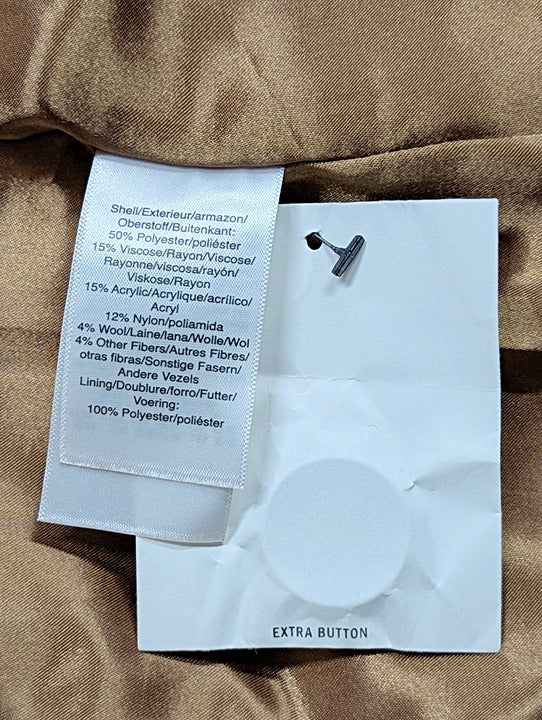 Shell/Exterieur/armazon/
Oberstoff/Buitenkant:
50% Polyester/poliéster
15% Viscose/Rayon/Viscose/
Rayonne/viscosa/rayón/
Viskose/Rayon
15% Acrylic/Acrylique/acrílico/
Acryl
12% Nylon/poliamida
4% Wool/Laine/lana/Wolle/Wol
4% Other Fibers/Autres Fibres/
otras fibras/Sonstige Fasern/
Andere Vezels
Lining/Doublure/forro/Futter/
Voering:
100% Polyester/poliéster
EXTRA BUTTON